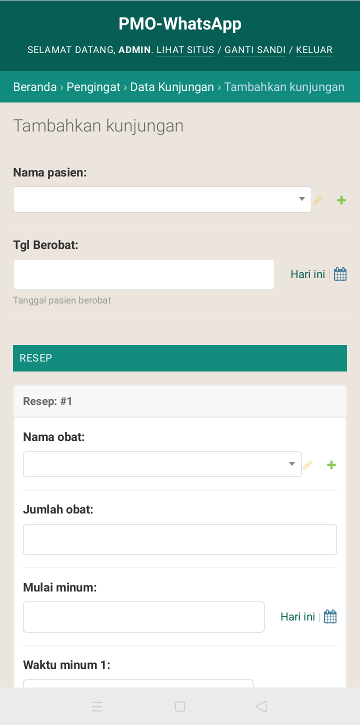 PMO-WhatsApp
SELAMAT DATANG, ADMIN. LIHAT SITUS / GANTI SANDI / KELUAR
Beranda › Pengingat › Data Kunjungan › Tambahkan kunjungan
Tambahkan kunjungan
Nama pasien:
Tgl Berobat:
Hari ini |
Tanggal pasien berobat
RESEP
Resep: #1
Nama obat:
Jumlah obat:
Mulai minum:
Hari ini |
Waktu minum 1: